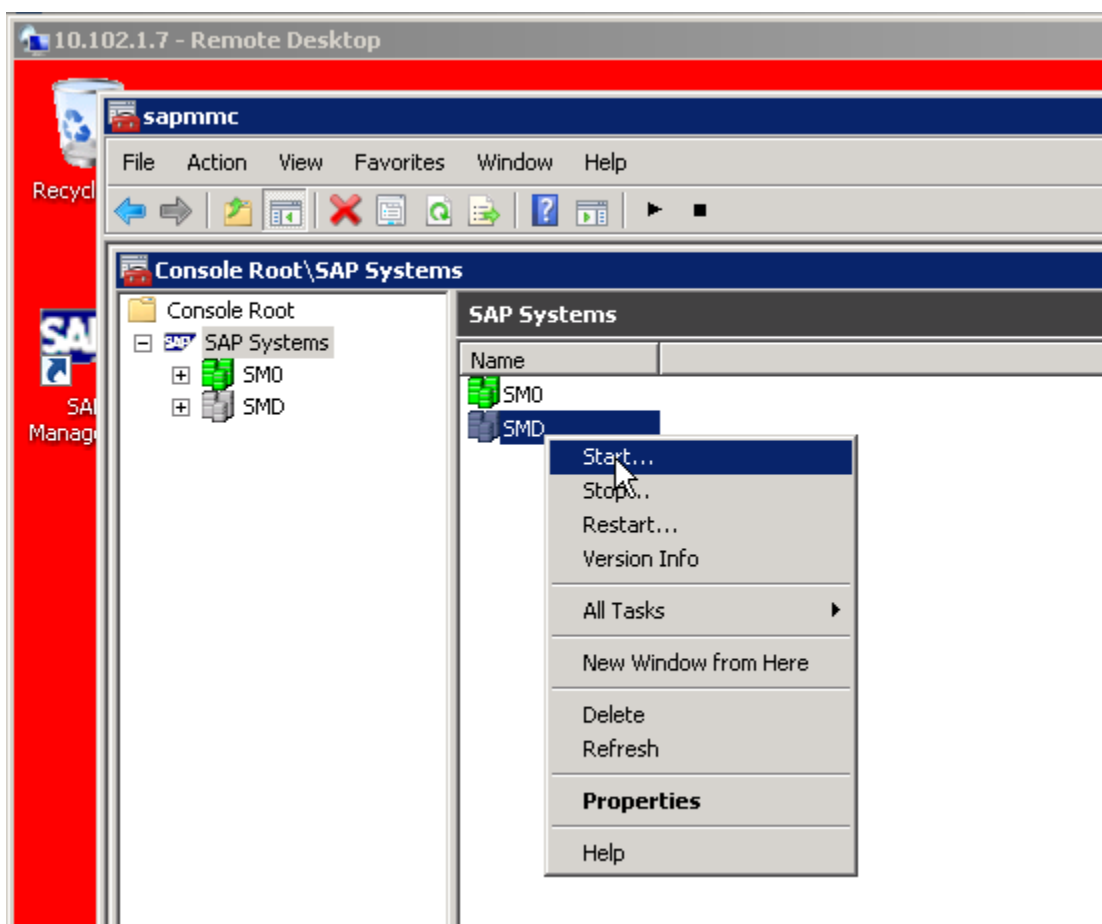 10.102.1.7 - Remote Desktop
sapmmc
File Action View Favorites Window Help
Recycl
Console Root\SAP Systems
Console Root
SAP Systems
SM0
SMD
SAP Systems
Name
SM0
SMD
Start...
Stop...
Restart...
Version Info
All Tasks
New Window from Here
Delete
Refresh
Properties
Help
SA
Manag